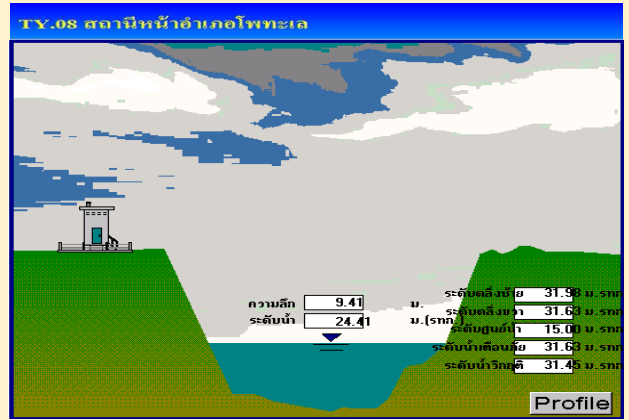 TY.08 สถานีหน้าอำเภอโพทะเล
ความลึก 9.41 ม.
ระดับน้ำ 24.41 ม.(รทก.)
ระดับตลิ่งซ้าย 31.98 ม.รทก
ระดับตลิ่งขวา 31.63 ม.รทก
ระดับศูนย์น้ำ 15.00 ม.รทก
ระดับน้ำเตือนภัย 31.63 ม.รทก
ระดับน้ำวิกฤติ 31.45 ม.รทก
Profile